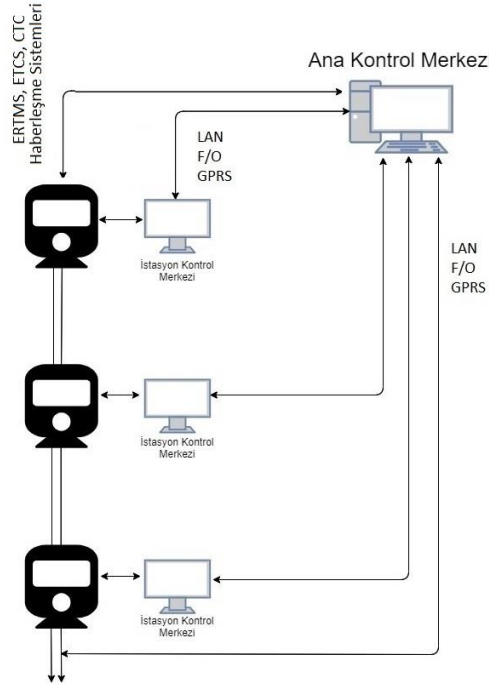 ERTMS, ETCS, CTC
Haberleşme Sistemleri
Ana Kontrol Merkezi
LAN
F/O
GPRS
İstasyon Kontrol
Merkezi
LAN
F/O
GPRS
İstasyon Kontrol
Merkezi
İstasyon Kontrol
Merkezi